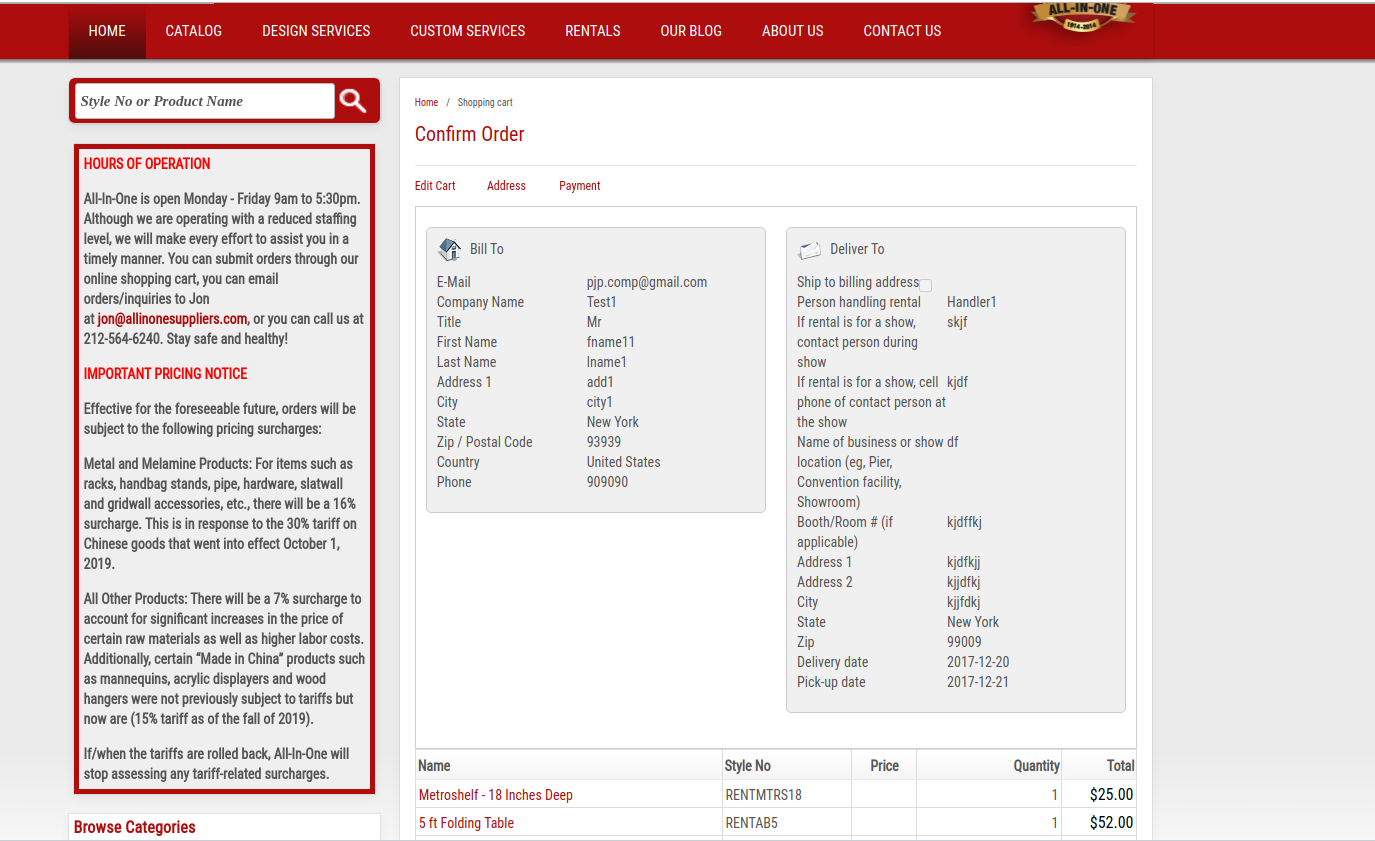 HOME CATALOG DESIGN SERVICES CUSTOM SERVICES RENTALS OUR BLOG ABOUT US CONTACT US
ALL-IN-ONE
1914-2014
Style No or Product Name
HOURS OF OPERATION
All-In-One is open Monday - Friday 9am to 5:30pm.
Although we are operating with a reduced staffing
level, we will make every effort to assist you in a
timely manner. You can submit orders through our
online shopping cart, you can email
orders/inquiries to Jon
at jon@allinonesuppliers.com, or you can call us at
212-564-6240. Stay safe and healthy!
IMPORTANT PRICING NOTICE
Effective for the foreseeable future, orders will be
subject to the following pricing surcharges:
Metal and Melamine Products: For items such as
racks, handbag stands, pipe, hardware, slatwall
and gridwall accessories, etc., there will be a 16%
surcharge. This is in response to the 30% tariff on
Chinese goods that went into effect October 1,
2019.
All Other Products: There will be a 7% surcharge to
account for significant increases in the price of
certain raw materials as well as higher labor costs.
Additionally, certain “Made in China” products such
as mannequins, acrylic displayers and wood
hangers were not previously subject to tariffs but
now are (15% tariff as of the fall of 2019).
If/when the tariffs are rolled back, All-In-One will
stop assessing any tariff-related surcharges.
Browse Categories
Home / Shopping cart
Confirm Order
Edit Cart Address Payment
Bill To
E-Mail pjp.comp@gmail.com
Company Name Test1
Title Mr
First Name fname11
Last Name lname1
Address 1 add1
City city1
State New York
Zip / Postal Code 93939
Country United States
Phone 909090
Deliver To
Ship to billing address
Person handling rental Handler1
If rental is for a show, skjf
contact person during
show
If rental is for a show, cell kjdf
phone of contact person at
the show
Name of business or show df
location (eg, Pier,
Convention facility,
Showroom)
Booth/Room # (if kjdffkj
applicable)
Address 1 kjdfkjj
Address 2 kjjdfkj
City kjjfdkj
State New York
Zip 99009
Delivery date 2017-12-20
Pick-up date 2017-12-21
Name Style No Price Quantity Total
Metroshelf - 18 Inches Deep RENTMTRS18 1 $25.00
5 ft Folding Table RENTAB5 1 $52.00